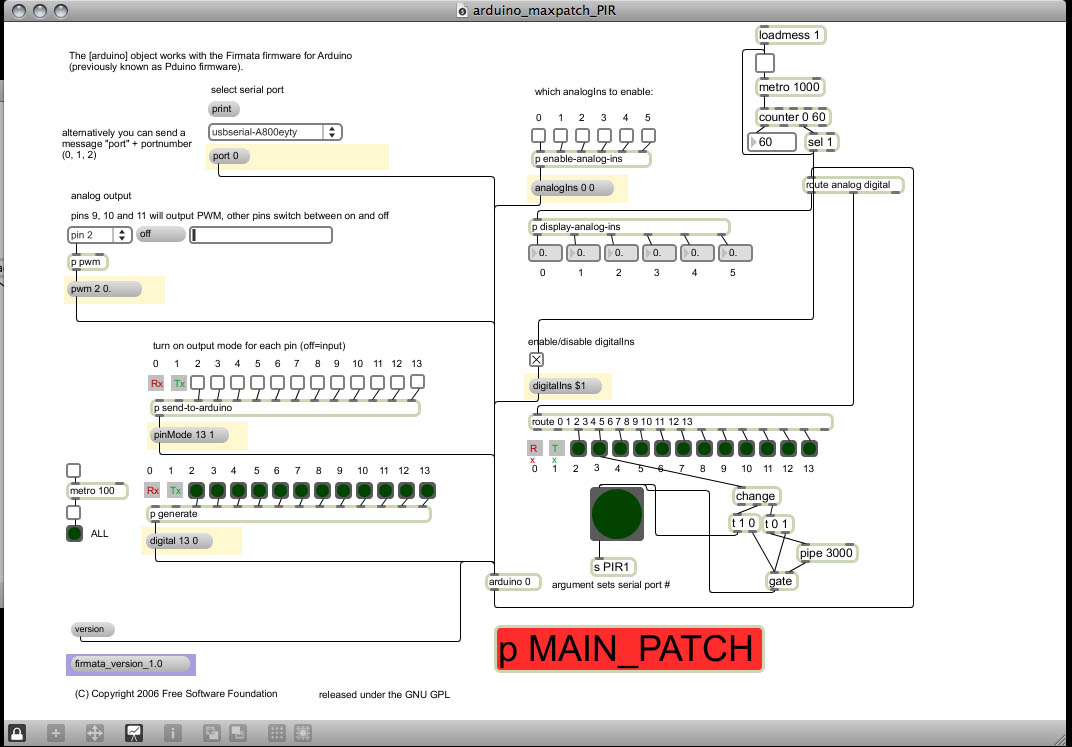 arduino_maxpatch_PIR
The [arduino] object works with the Firmata firmware for Arduino
(previously known as Pduino firmware).
select serial port
print
usbserial-A800eyty
alternatively you can send a
message "port" + portnumber
(0, 1, 2)
port 0
analog output
pins 9, 10 and 11 will output PWM, other pins switch between on and off
pin 2
off
p pwm
pwm 2 0.
turn on output mode for each pin (off=input)
0 1 2 3 4 5 6 7 8 9 10 11 12 13
Rx Tx
p send-to-arduino
pinMode 13 1
metro 100
ALL
0 1 2 3 4 5 6 7 8 9 10 11 12 13
Rx Tx
p generate
digital 13 0
version
firmata_version_1.0
(C) Copyright 2006 Free Software Foundation
released under the GNU GPL
which analogIns to enable:
0 1 2 3 4 5
p enable-analog-ins
analogIns 0 0
p display-analog-ins
0. 0. 0. 0. 0. 0.
0 1 2 3 4 5
loadmess 1
metro 1000
counter 0 60
60
sel 1
route analog digital
enable/disable digitalIns
digitalIns $1
route 0 1 2 3 4 5 6 7 8 9 10 11 12 13
R T
x x
0 1 2 3 4 5 6 7 8 9 10 11 12 13
change
t 1 0
t 0 1
pipe 3000
gate
s PIR1
arduino 0
argument sets serial port #
p MAIN_PATCH